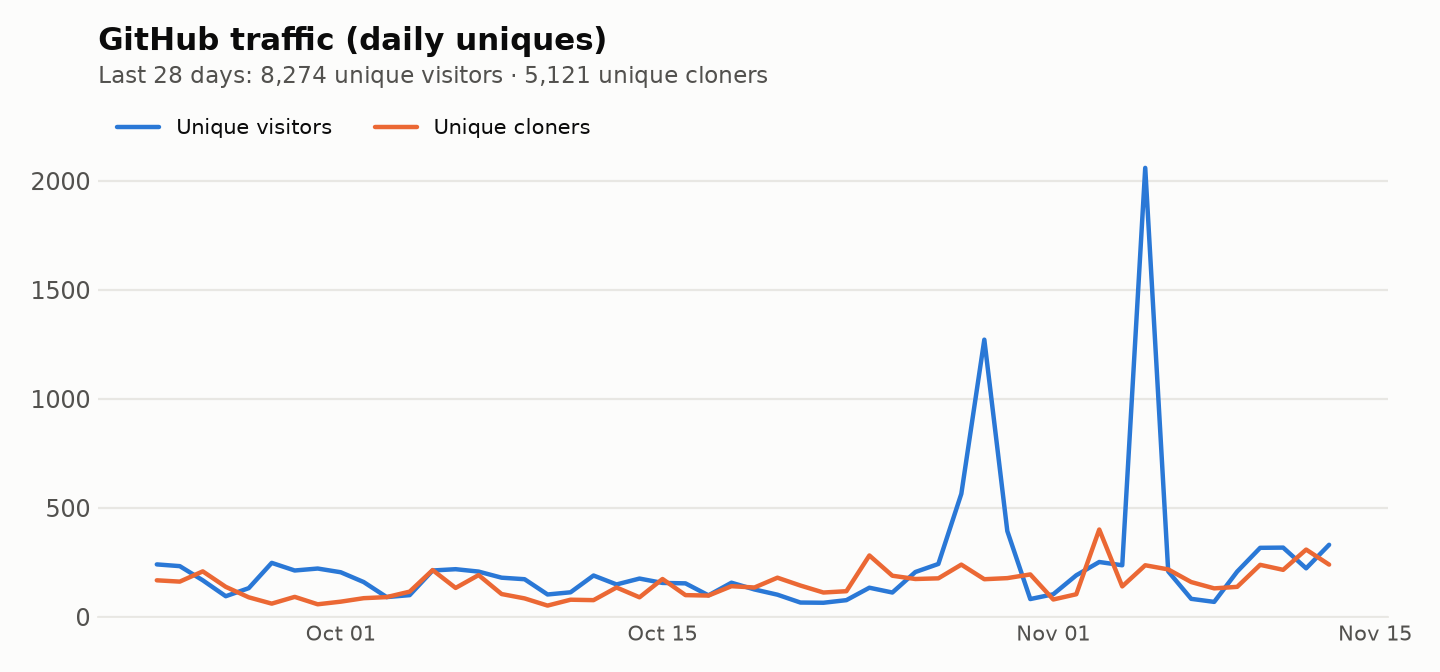 GitHub traffic (daily uniques)
Last 28 days: 8,274 unique visitors · 5,121 unique cloners
Unique visitors Unique cloners
2000
1500
1000
500
0
Oct 01 Oct 15 Nov 01 Nov 15